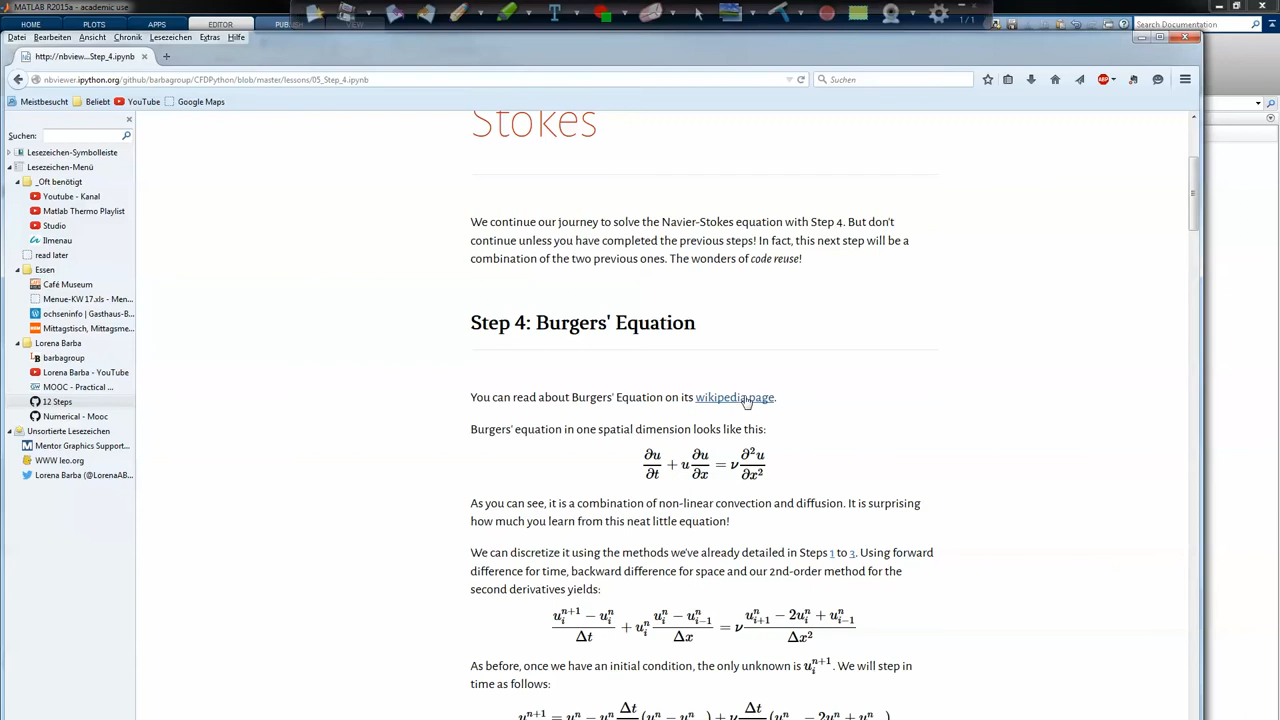 MATLAB R2015a - academic use
HOME PLOTS APPS EDITOR PUBLISH
1/1
Search Documentation
Datei Bearbeiten Ansicht Chronik Lesezeichen Extras Hilfe
http://nbview...Step_4.ipynb
nbviewer.ipython.org/github/barbagroup/CFDPython/blob/master/lessons/05_Step_4.ipynb
Suchen
ABP
Meistbesucht Beliebt YouTube Google Maps
Suchen:
Lesezeichen-Symbolleiste
Lesezeichen-Menü
_Oft benötigt
Youtube - Kanal
Matlab Thermo Playlist
Studio
Ilmenau
read later
Essen
Café Museum
Menue-KW 17.xls - Men...
ochseninfo | Gasthaus-B...
Mittagstisch, Mittagsme...
Lorena Barba
barbagroup
Lorena Barba - YouTube
MOOC - Practical ...
12 Steps
Numerical - Mooc
Unsortierte Lesezeichen
Mentor Graphics Support...
WWW leo.org
Lorena Barba (@LorenaAB...
Stokes
We continue our journey to solve the Navier-Stokes equation with Step 4. But don't
continue unless you have completed the previous steps! In fact, this next step will be a
combination of the two previous ones. The wonders of code reuse!
Step 4: Burgers' Equation
You can read about Burgers' Equation on its wikipedia page.
Burgers' equation in one spatial dimension looks like this:
∂u/∂t + u ∂u/∂x = ν ∂²u/∂x²
As you can see, it is a combination of non-linear convection and diffusion. It is surprising
how much you learn from this neat little equation!
We can discretize it using the methods we've already detailed in Steps 1 to 3. Using forward
difference for time, backward difference for space and our 2nd-order method for the
second derivatives yields:
(u_i^{n+1} − u_i^n)/Δt + u_i^n (u_i^n − u_{i−1}^n)/Δx = ν (u_{i+1}^n − 2u_i^n + u_{i−1}^n)/Δx²
As before, once we have an initial condition, the only unknown is u_i^{n+1}. We will step in
time as follows: